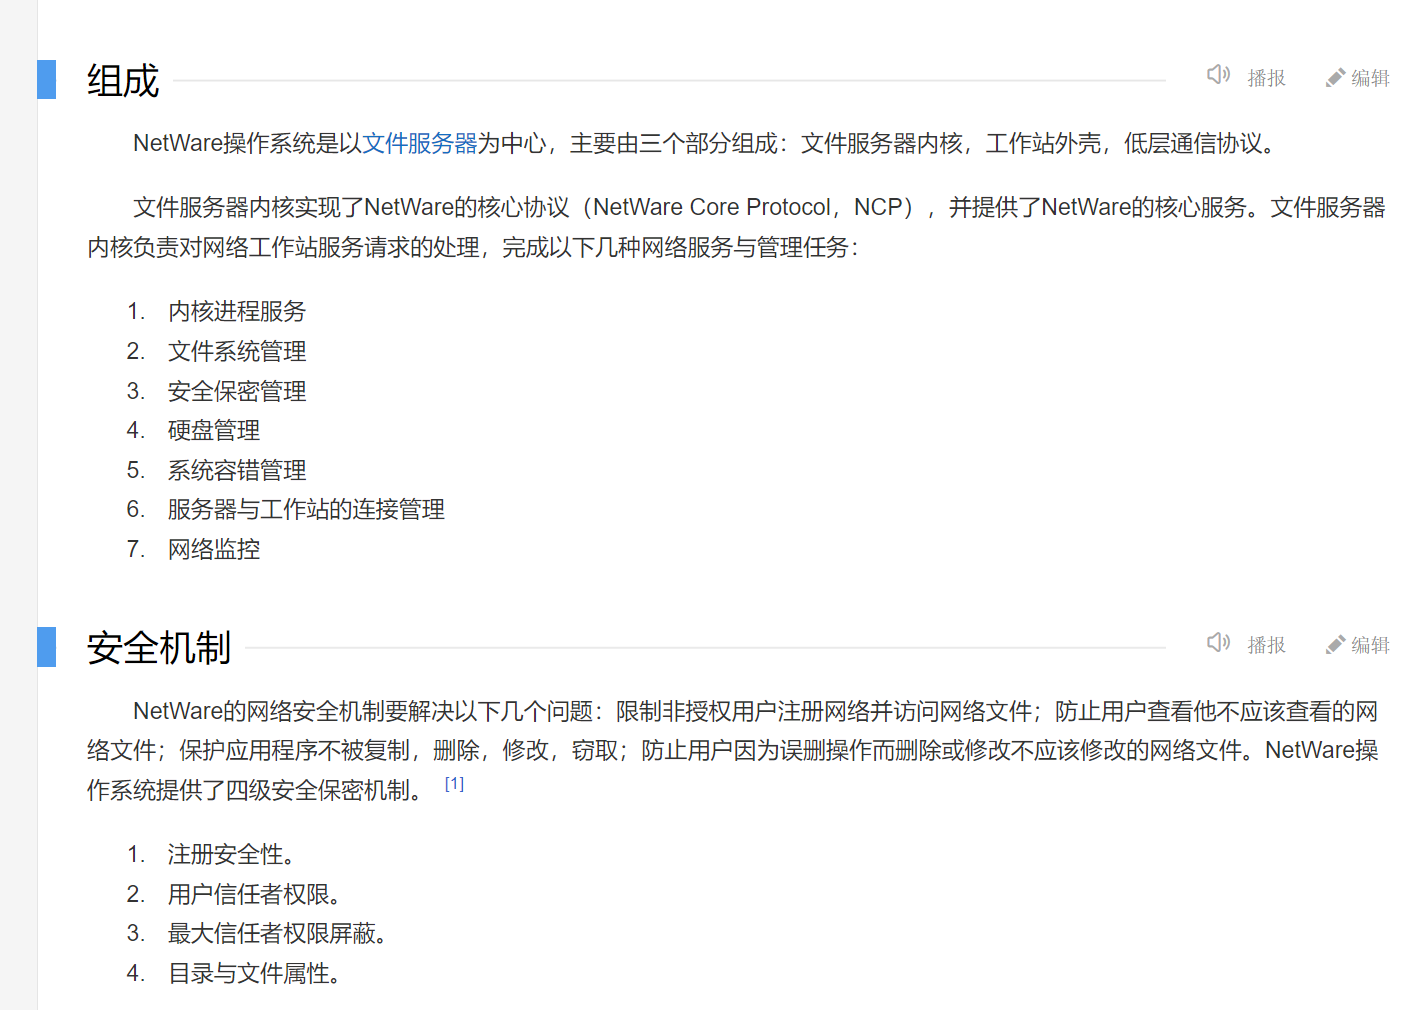 组成
播报 编辑
NetWare操作系统是以文件服务器为中心，主要由三个部分组成：文件服务器内核，工作站外壳，低层通信协议。
文件服务器内核实现了NetWare的核心协议（NetWare Core Protocol，NCP），并提供了NetWare的核心服务。文件服务器
内核负责对网络工作站服务请求的处理，完成以下几种网络服务与管理任务：
1. 内核进程服务
2. 文件系统管理
3. 安全保密管理
4. 硬盘管理
5. 系统容错管理
6. 服务器与工作站的连接管理
7. 网络监控
安全机制
播报 编辑
NetWare的网络安全机制要解决以下几个问题：限制非授权用户注册网络并访问网络文件；防止用户查看他不应该查看的网
络文件；保护应用程序不被复制，删除，修改，窃取；防止用户因为误删操作而删除或修改不应该修改的网络文件。NetWare操
作系统提供了四级安全保密机制。 [1]
1. 注册安全性。
2. 用户信任者权限。
3. 最大信任者权限屏蔽。
4. 目录与文件属性。